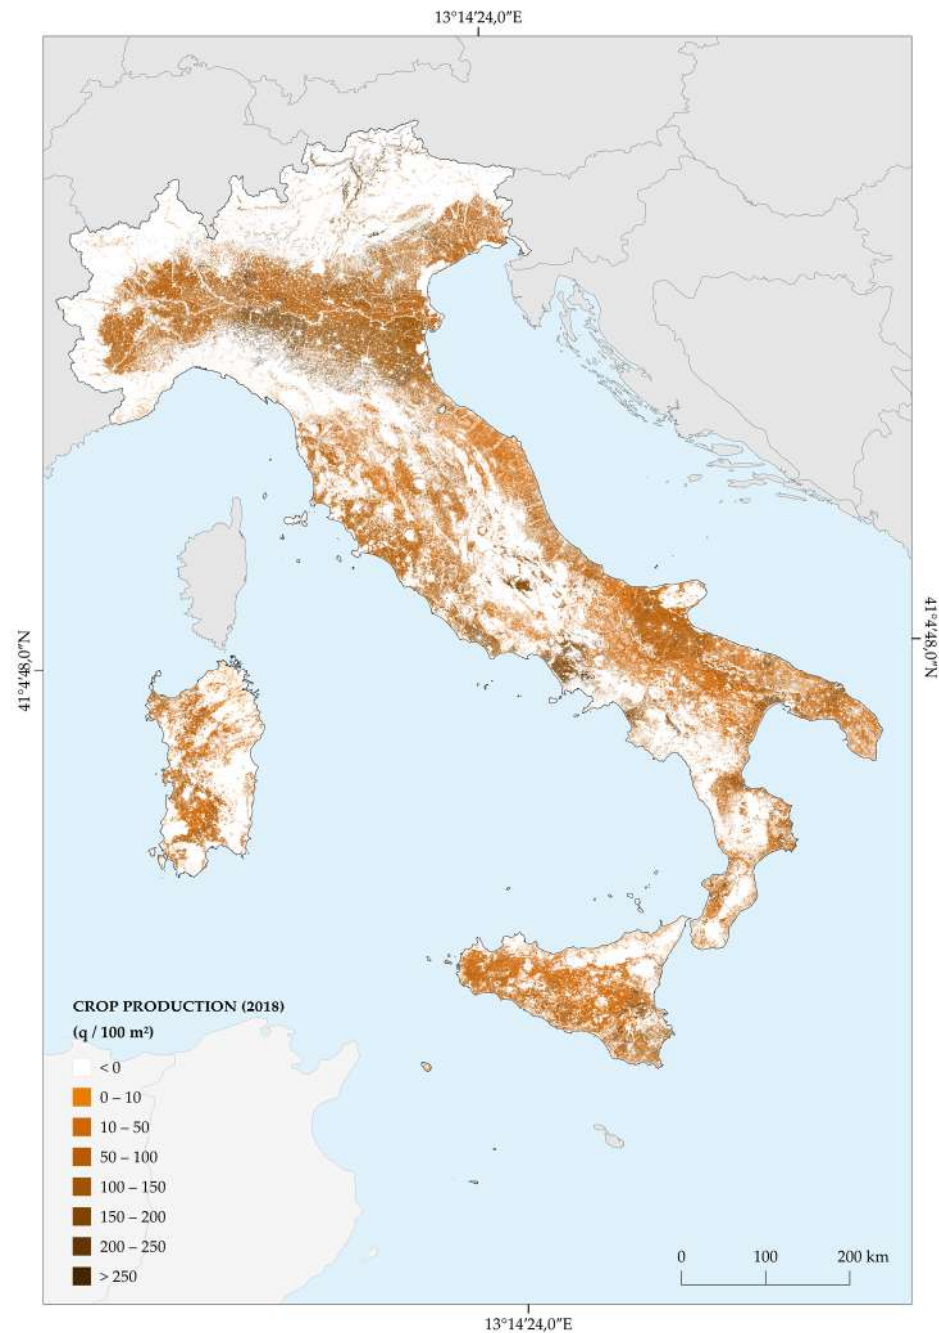 13°14′24,0″E
41°4′48,0″N
41°4′48,0″N
CROP PRODUCTION (2018)
(q / 100 m²)
< 0
0 – 10
10 – 50
50 – 100
100 – 150
150 – 200
200 – 250
> 250
0 100 200 km
13°14′24,0″E